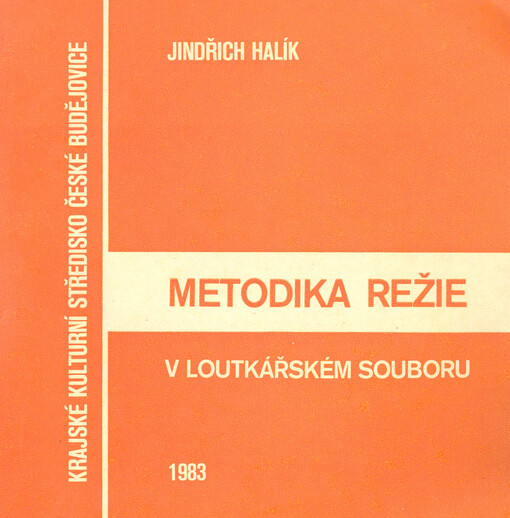 JINDŘICH HALÍK
METODIKA REŽIE
V LOUTKÁŘSKÉM SOUBORU
1983
KRAJSKÉ KULTURNÍ STŘEDISKO ČESKÉ BUDĚJOVICE